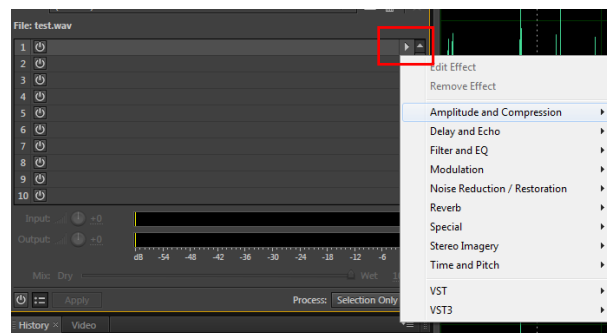 File: test.wav
1
2
3
4
5
6
7
8
9
10
Input: +0
Output: +0
dB -54 -48 -42 -36 -30 -24 -18 -12 -6
Mix: Dry Wet
Apply Process: Selection Only
History × Video
Edit Effect
Remove Effect
Amplitude and Compression
Delay and Echo
Filter and EQ
Modulation
Noise Reduction / Restoration
Reverb
Special
Stereo Imagery
Time and Pitch
VST
VST3